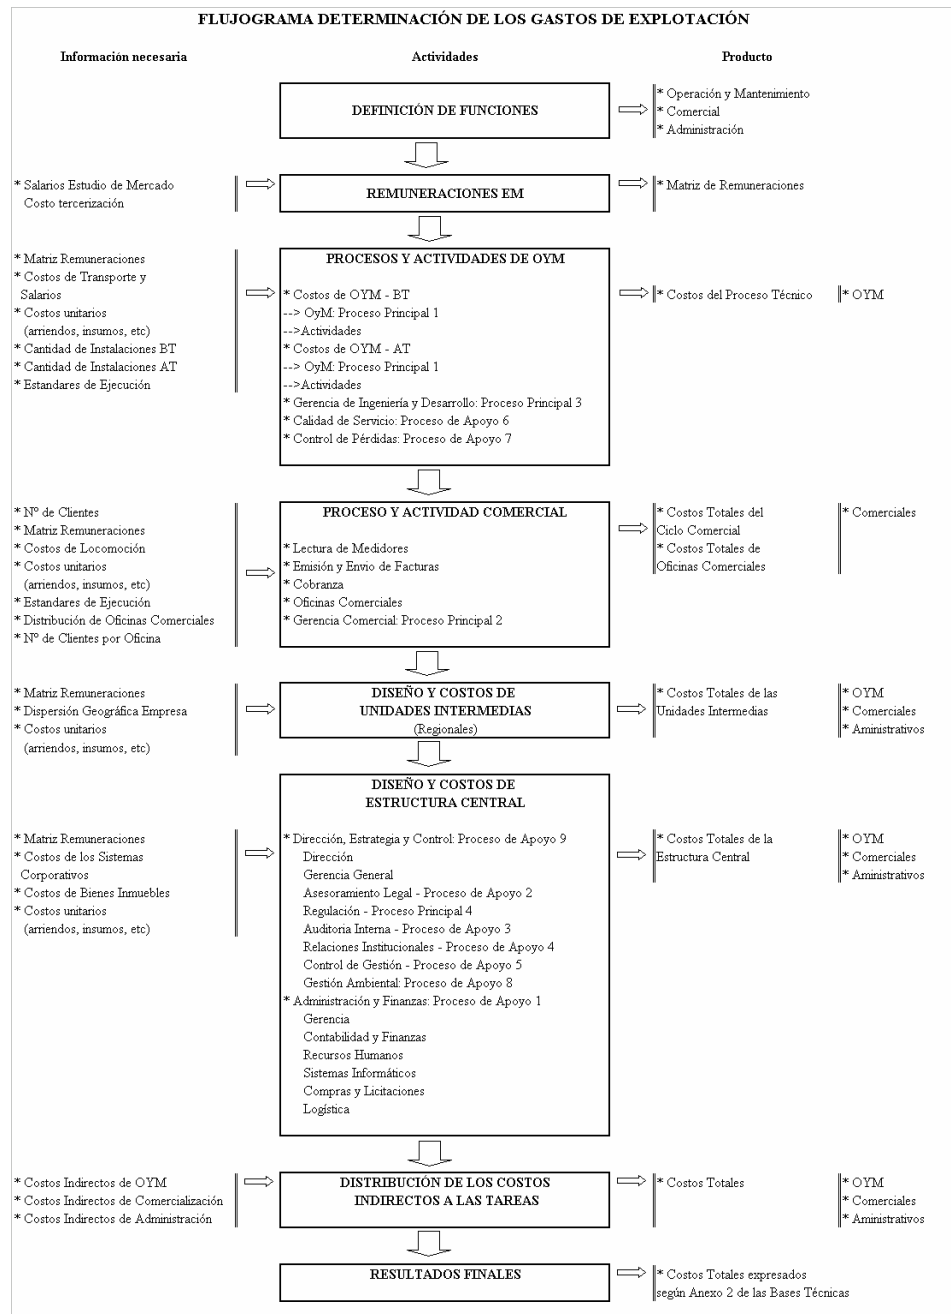 FLUJOGRAMA DETERMINACIÓN DE LOS GASTOS DE EXPLOTACIÓN
Información necesaria
Actividades
Producto
DEFINICIÓN DE FUNCIONES
* Operación y Mantenimiento
* Comercial
* Administración
* Salarios Estudio de Mercado
Costo tercerización
REMUNERACIONES EM
* Matriz de Remuneraciones
* Matriz Remuneraciones
* Costos de Transporte y
Salarios
* Costos unitarios
(arriendos, insumos, etc)
* Cantidad de Instalaciones BT
* Cantidad de Instalaciones AT
* Estandares de Ejecución
PROCESOS Y ACTIVIDADES DE OYM
* Costos de OYM - BT
--> OyM: Proceso Principal 1
-->Actividades
* Costos de OYM - AT
--> OyM: Proceso Principal 1
-->Actividades
* Gerencia de Ingeniería y Desarrollo: Proceso Principal 3
* Calidad de Servicio: Proceso de Apoyo 6
* Control de Pérdidas: Proceso de Apoyo 7
* Costos del Proceso Técnico
* OYM
* Nº de Clientes
* Matriz Remuneraciones
* Costos de Locomoción
* Costos unitarios
(arriendos, insumos, etc)
* Estandares de Ejecución
* Distribución de Oficinas Comerciales
* Nº de Clientes por Oficina
PROCESO Y ACTIVIDAD COMERCIAL
* Lectura de Medidores
* Emisión y Envio de Facturas
* Cobranza
* Oficinas Comerciales
* Gerencia Comercial: Proceso Principal 2
* Costos Totales del
Ciclo Comercial
* Costos Totales de
Oficinas Comerciales
* Comerciales
* Matriz Remuneraciones
* Dispersión Geográfica Empresa
* Costos unitarios
(arriendos, insumos, etc)
DISEÑO Y COSTOS DE
UNIDADES INTERMEDIAS
(Regionales)
* Costos Totales de las
Unidades Intermedias
* OYM
* Comerciales
* Aministrativos
* Matriz Remuneraciones
* Costos de los Sistemas
Corporativos
* Costos de Bienes Inmuebles
* Costos unitarios
(arriendos, insumos, etc)
DISEÑO Y COSTOS DE
ESTRUCTURA CENTRAL
* Dirección, Estrategia y Control: Proceso de Apoyo 9
Dirección
Gerencia General
Asesoramiento Legal - Proceso de Apoyo 2
Regulación - Proceso Principal 4
Auditoria Interna - Proceso de Apoyo 3
Relaciones Institucionales - Proceso de Apoyo 4
Control de Gestión - Proceso de Apoyo 5
Gestión Ambiental: Proceso de Apoyo 8
* Administración y Finanzas: Proceso de Apoyo 1
Gerencia
Contabilidad y Finanzas
Recursos Humanos
Sistemas Informáticos
Compras y Licitaciones
Logística
* Costos Totales de la
Estructura Central
* OYM
* Comerciales
* Aministrativos
* Costos Indirectos de OYM
* Costos Indirectos de Comercialización
* Costos Indirectos de Administración
DISTRIBUCIÓN DE LOS COSTOS
INDIRECTOS A LAS TAREAS
* Costos Totales
* OYM
* Comerciales
* Aministrativos
RESULTADOS FINALES
* Costos Totales expresados
según Anexo 2 de las Bases Técnicas